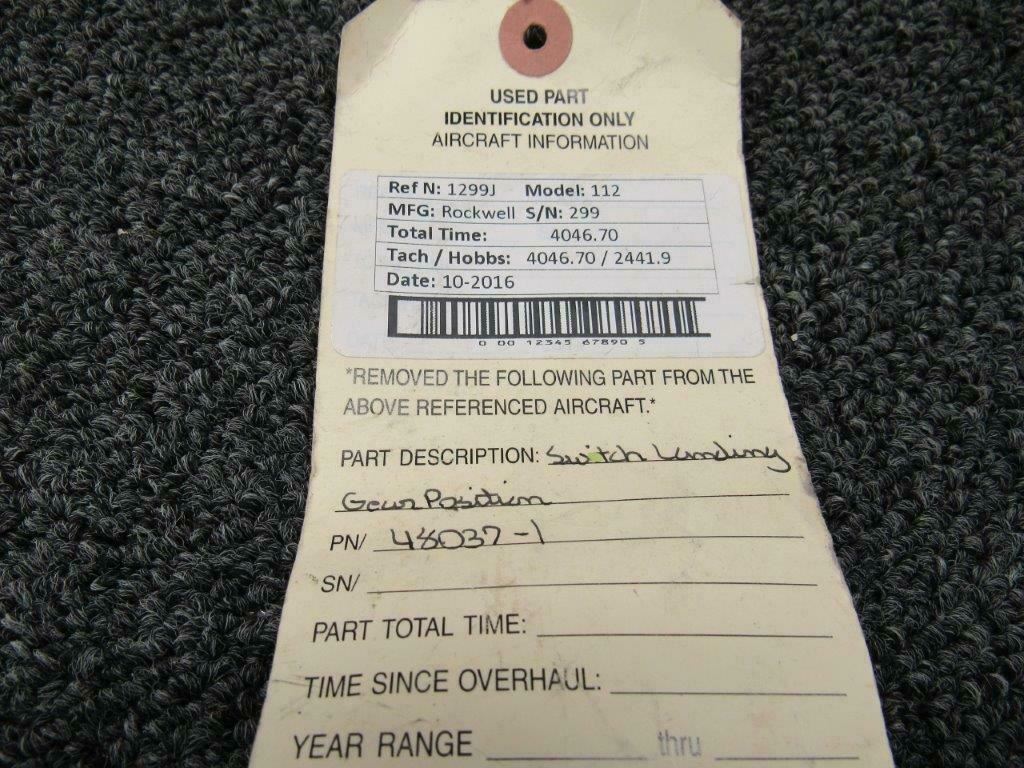 USED PART
IDENTIFICATION ONLY
AIRCRAFT INFORMATION
Ref N: 1299J Model: 112
MFG: Rockwell S/N: 299
Total Time: 4046.70
Tach / Hobbs: 4046.70 / 2441.9
Date: 10-2016
0 00 12345 67890 5
*REMOVED THE FOLLOWING PART FROM THE
ABOVE REFERENCED AIRCRAFT.*
PART DESCRIPTION: Switch Landing
Gear Position
PN/ 48037-1
SN/
PART TOTAL TIME:
TIME SINCE OVERHAUL:
YEAR RANGE thru